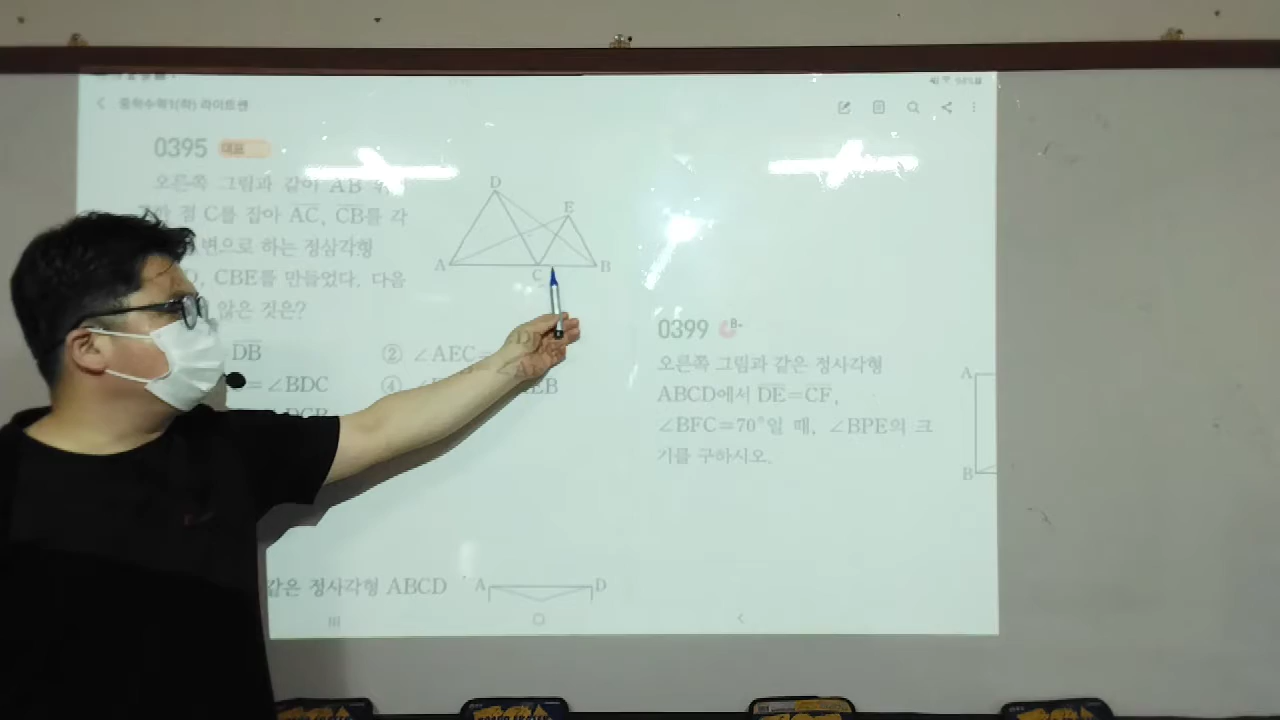 중학수학1(하) 라이트쎈
0395 대표
오른쪽 그림과 같이 AB
점 C를 잡아 AC, CB를 각
변으로 하는 정삼각형
CBE를 만들었다. 다음
않은 것은?
D
E
A
C
B
DB
② ∠AEC=
=∠BDC
④
EB
DCB
0399 B-
오른쪽 그림과 같은 정사각형
ABCD에서 DE=CF,
∠BFC=70°일 때, ∠BPE의 크
기를 구하시오.
A
B
같은 정사각형 ABCD
A
D